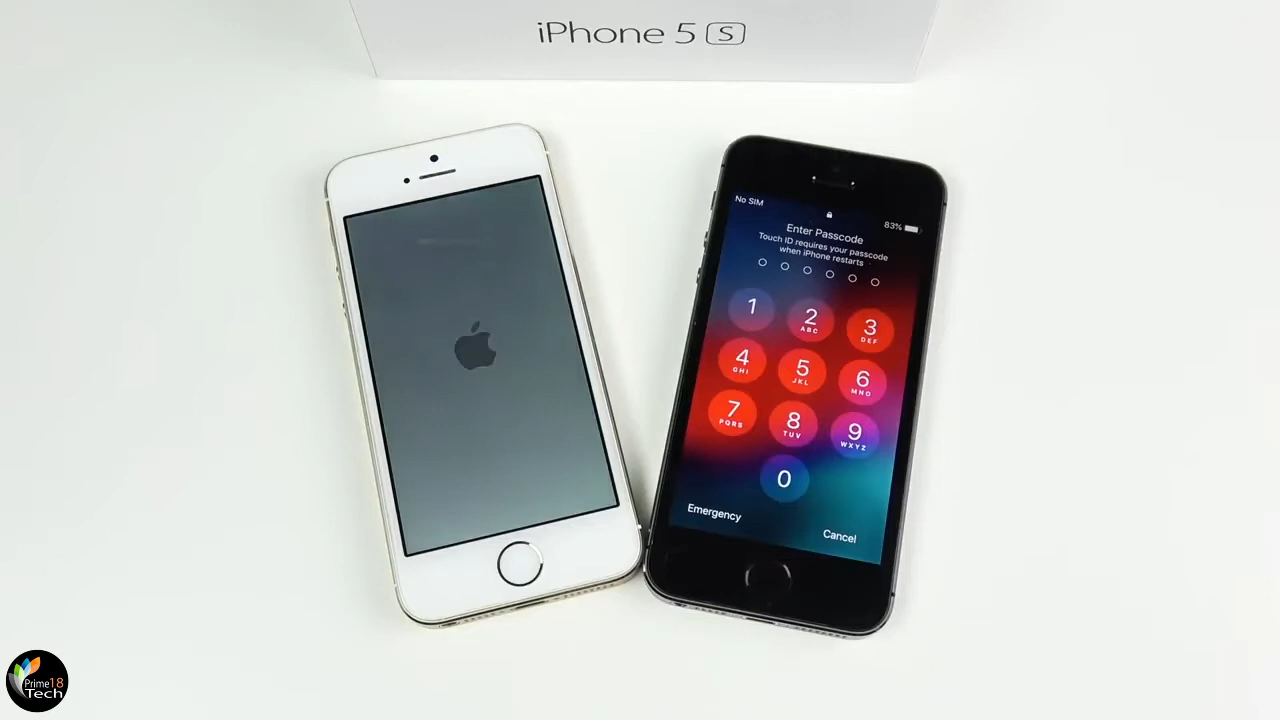 iPhone 5 S
No SIM
83%
Enter Passcode
Touch ID requires your passcode
when iPhone restarts
1
2
ABC
3
DEF
4
GHI
5
JKL
6
MNO
7
PQRS
8
TUV
9
WXYZ
0
Emergency
Cancel
Prime18
Tech